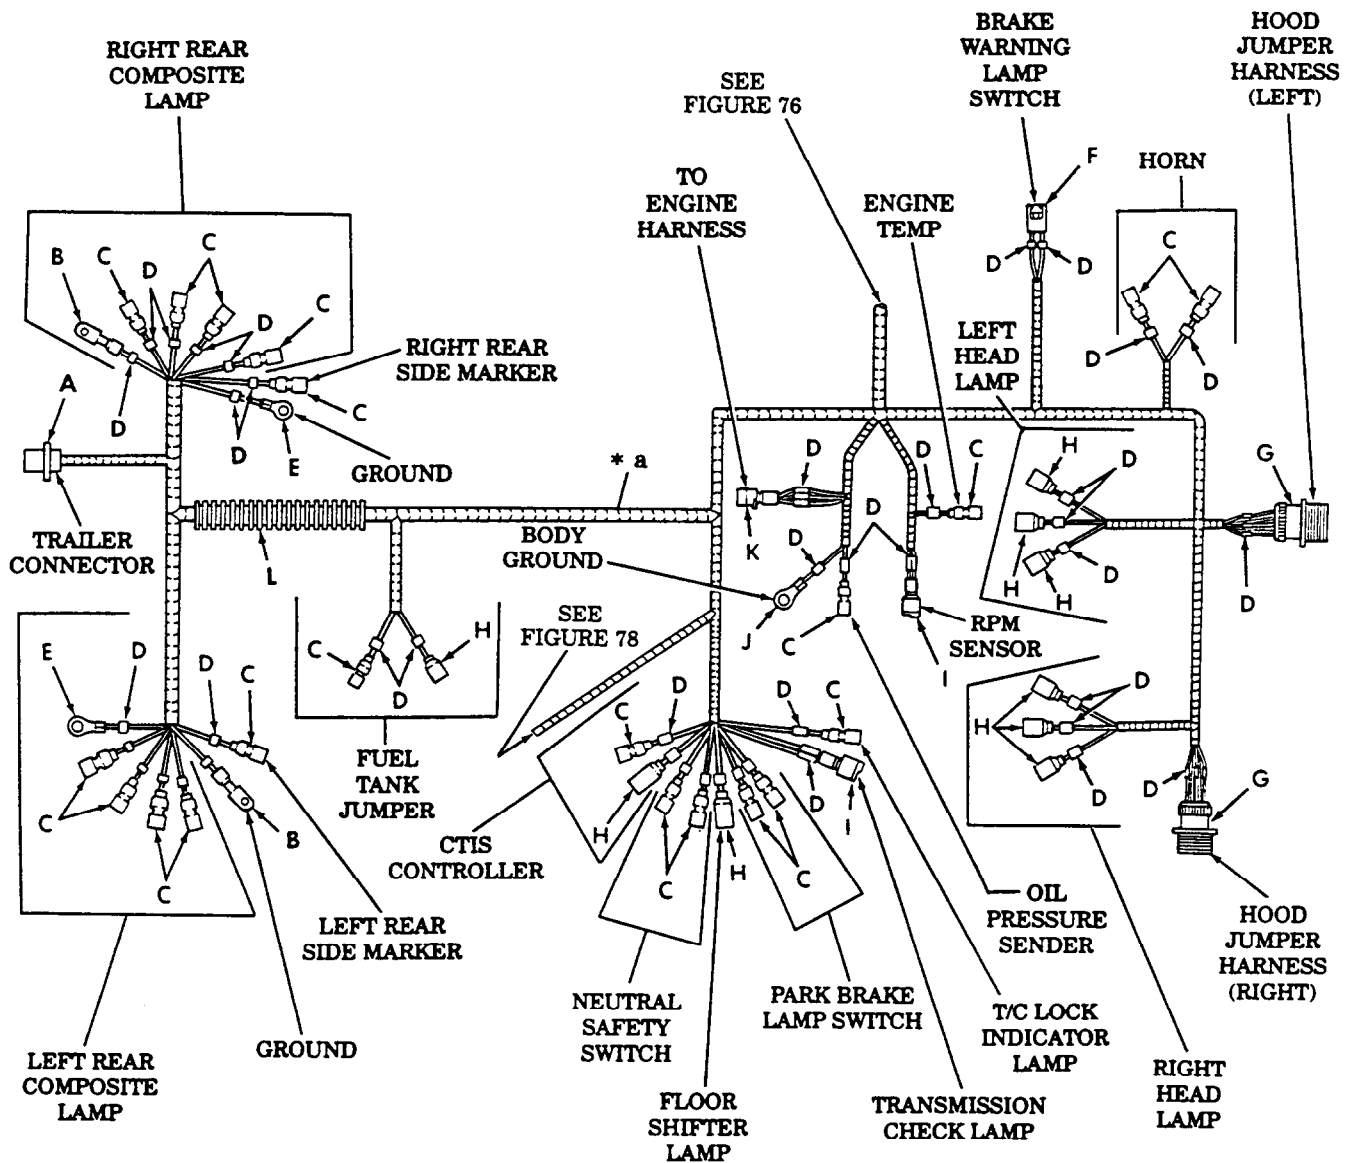 BRAKE
WARNING
LAMP
SWITCH
HOOD
JUMPER
HARNESS
(LEFT)
RIGHT REAR
COMPOSITE
LAMP
SEE
FIGURE 76
F
HORN
TO
ENGINE
HARNESS
ENGINE
TEMP
B
C
D
C
D
C
D
D
C
D
D
LEFT
HEAD
LAMP
RIGHT REAR
SIDE MARKER
C
A
D
D
E
GROUND
* a
D
D
C
H
D
G
TRAILER
CONNECTOR
L
BODY
GROUND
D
K
D
H
H
D
D
J
C
RPM
SENSOR
I
SEE
FIGURE 78
C
H
D
E
D
D
C
FUEL
TANK
JUMPER
C
D
D
C
H
D
D
D
G
C
C
B
CTIS
CONTROLLER
H
C
H
C
D
I
LEFT REAR
SIDE MARKER
OIL
PRESSURE
SENDER
HOOD
JUMPER
HARNESS
(RIGHT)
NEUTRAL
SAFETY
SWITCH
PARK BRAKE
LAMP SWITCH
T/C LOCK
INDICATOR
LAMP
GROUND
LEFT REAR
COMPOSITE
LAMP
RIGHT
HEAD
LAMP
FLOOR
SHIFTER
LAMP
TRANSMISSION
CHECK LAMP